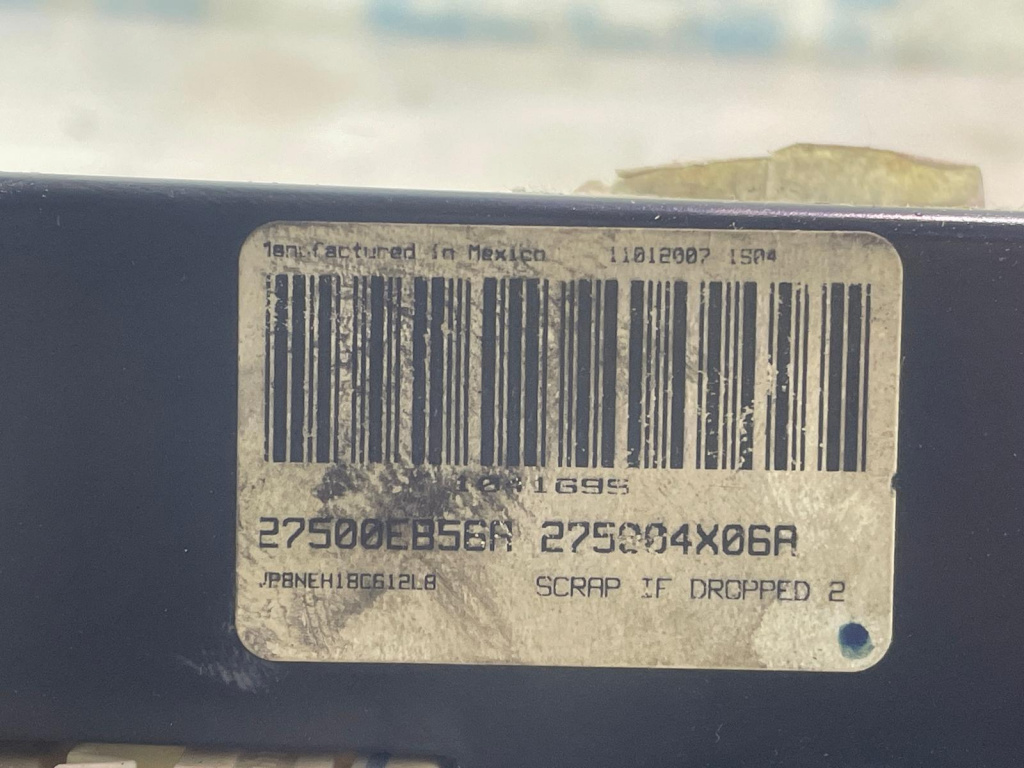 Manufactured in Mexico 11012007 1504
27500EB56A 275004X06A
JP8NEH18C612L8 SCRAP IF DROPPED 2